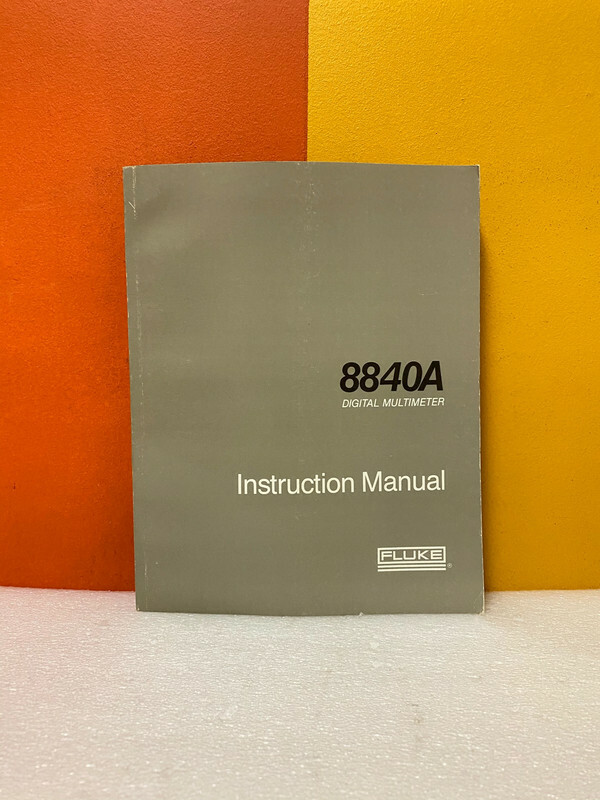 8840A
DIGITAL MULTIMETER
Instruction Manual
FLUKE
®